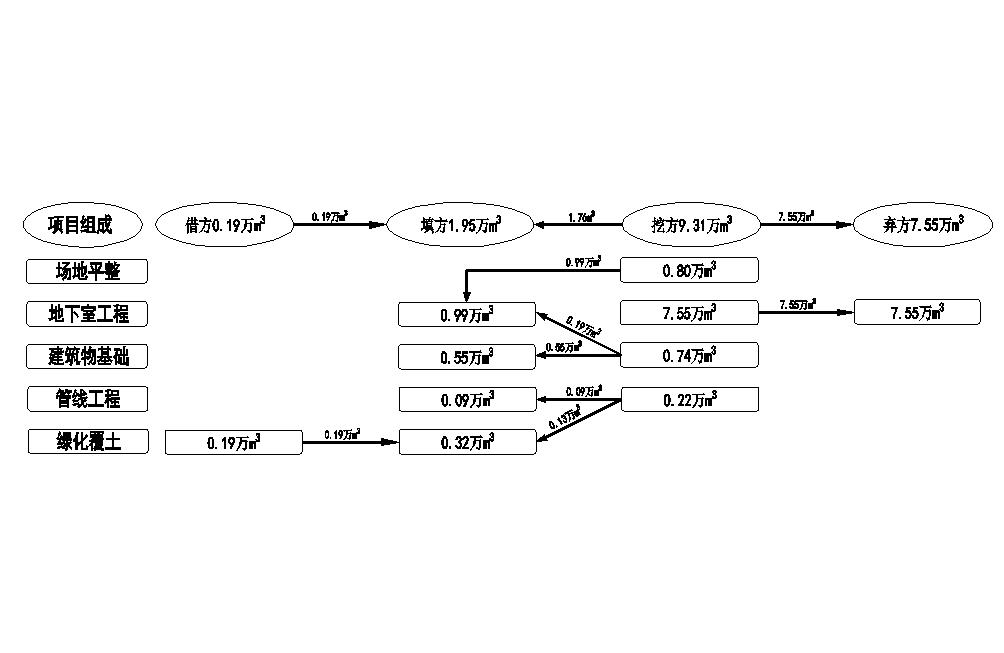 项目组成 借方0.19万m³ 0.19万m³ 填方1.95万m³ 1.76m³ 挖方9.31万m³ 7.55万m³ 弃方7.55万m³
场地平整 0.99万m³ 0.80万m³
地下室工程 0.99万m³ 7.55万m³ 7.55万m³ 7.55万m³
0.19万m³
建筑物基础 0.55万m³ 0.55万m³ 0.74万m³
管线工程 0.09万m³ 0.09万m³ 0.22万m³
0.13万m³
绿化覆土 0.19万m³ 0.19万m³ 0.32万m³